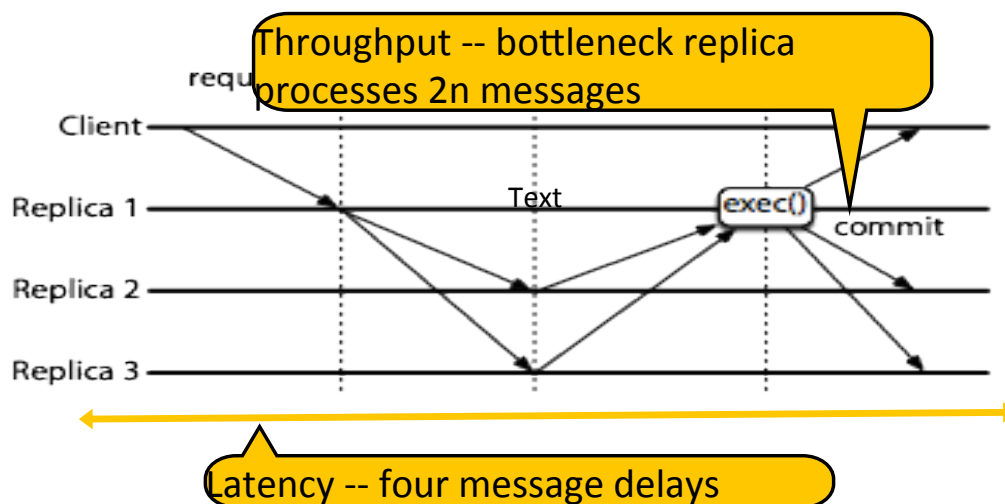 Throughput -- bottleneck replica
processes 2n messages
Client
Replica 1
Text
exec()
commit
Replica 2
Replica 3
Latency -- four message delays